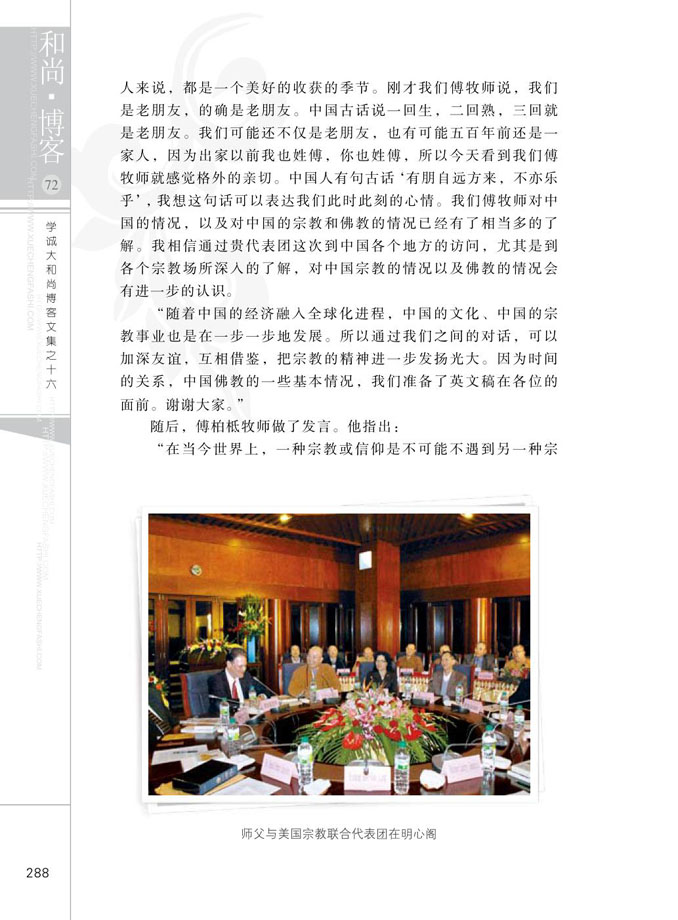 和尚·博客
72
学诚大和尚博客文集之十六
人来说，都是一个美好的收获的季节。刚才我们傅牧师说，我们
是老朋友，的确是老朋友。中国古话说一回生，二回熟，三回就
是老朋友。我们可能还不仅是老朋友，也有可能五百年前还是一
家人，因为出家以前我也姓傅，你也姓傅，所以今天看到我们傅
牧师就感觉格外的亲切。中国人有句古话‘有朋自远方来，不亦乐
乎’，我想这句话可以表达我们此时此刻的心情。我们傅牧师对中
国的情况，以及对中国的宗教和佛教的情况已经有了相当多的了
解。我相信通过贵代表团这次到中国各个地方的访问，尤其是到
各个宗教场所深入的了解，对中国宗教的情况以及佛教的情况会
有进一步的认识。
“随着中国的经济融入全球化进程，中国的文化、中国的宗
教事业也是在一步一步地发展。所以通过我们之间的对话，可以
加深友谊，互相借鉴，把宗教的精神进一步发扬光大。因为时间
的关系，中国佛教的一些基本情况，我们准备了英文稿在各位的
面前。谢谢大家。”
随后，傅柏柢牧师做了发言。他指出：
“在当今世界上，一种宗教或信仰是不可能不遇到另一种宗
师父与美国宗教联合代表团在明心阁
288